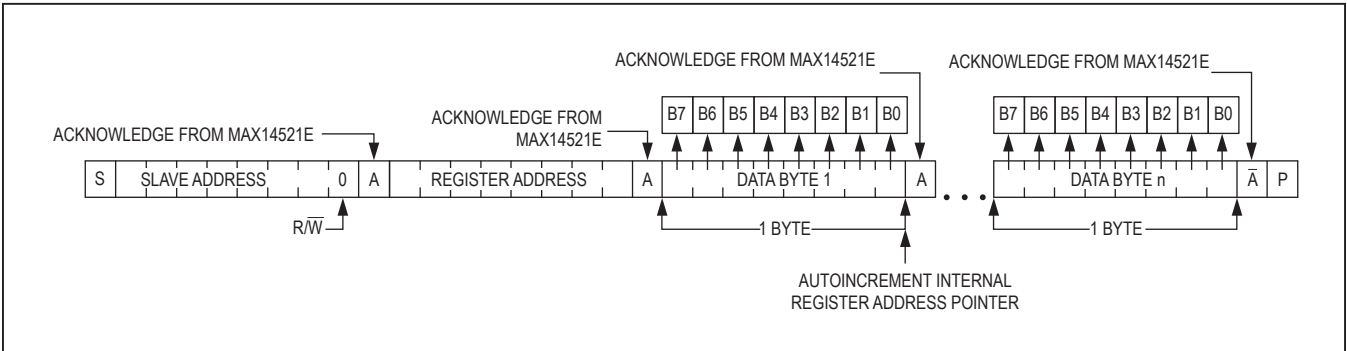 ACKNOWLEDGE FROM MAX14521E
ACKNOWLEDGE FROM MAX14521E
ACKNOWLEDGE FROM
MAX14521E
ACKNOWLEDGE FROM MAX14521E
B7 B6 B5 B4 B3 B2 B1 B0
B7 B6 B5 B4 B3 B2 B1 B0
S SLAVE ADDRESS 0 A REGISTER ADDRESS A DATA BYTE 1 A • • • DATA BYTE n A̅ P
R/W̅
1 BYTE
1 BYTE
AUTOINCREMENT INTERNAL
REGISTER ADDRESS POINTER